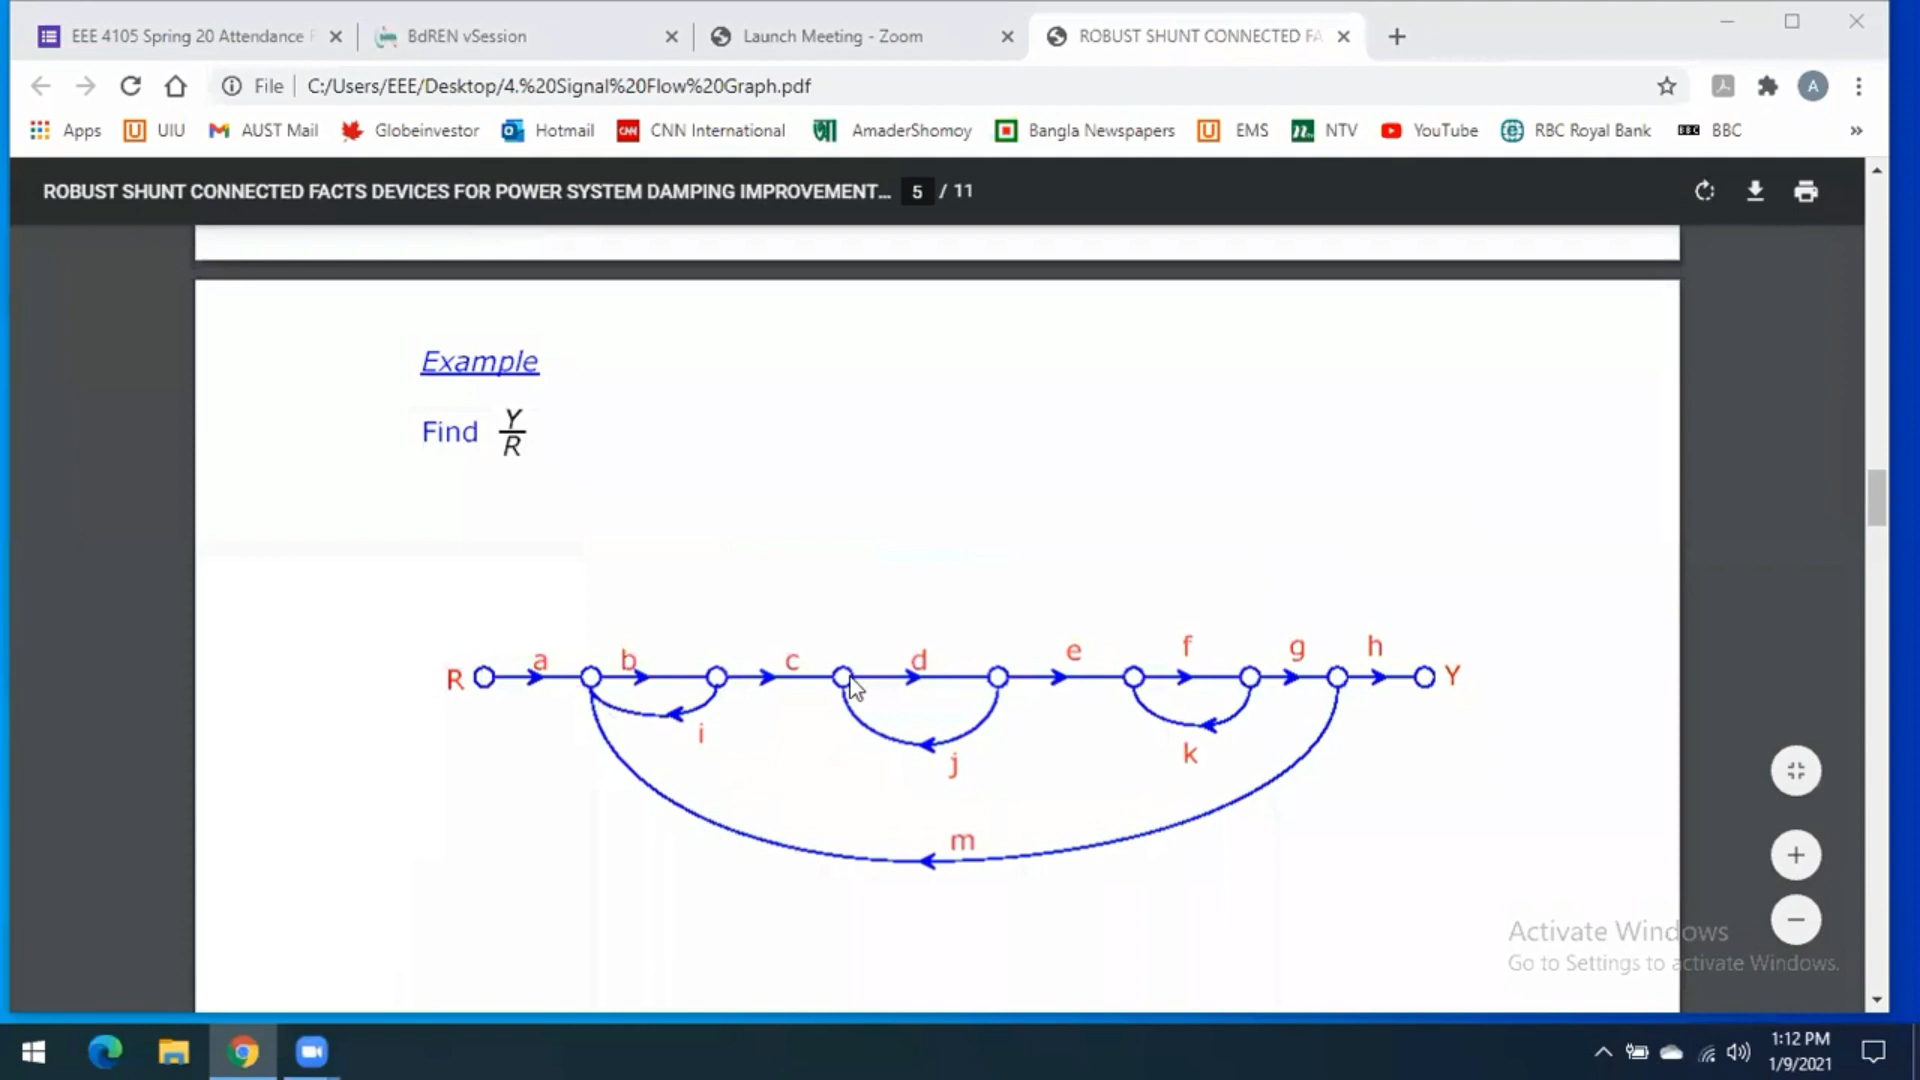 EEE 4105 Spring 20 Attendance
BdREN vSession
Launch Meeting - Zoom
ROBUST SHUNT CONNECTED FA
File
C:/Users/EEE/Desktop/4.%20Signal%20Flow%20Graph.pdf
A
Apps
UIU
AUST Mail
Globeinvestor
Hotmail
CNN International
AmaderShomoy
Bangla Newspapers
EMS
NTV
YouTube
RBC Royal Bank
BBC
ROBUST SHUNT CONNECTED FACTS DEVICES FOR POWER SYSTEM DAMPING IMPROVEMENT... 5 / 11
Example
Find Y
R
R a b c d e f g h Y
i
j
k
m
Activate Windows
Go to Settings to activate Windows.
1:12 PM
1/9/2021